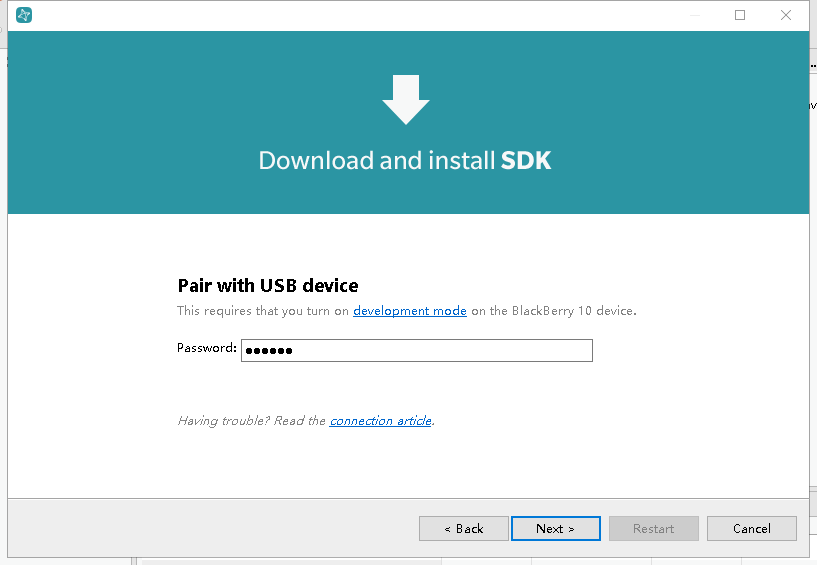 Download and install SDK
Pair with USB device
This requires that you turn on development mode on the BlackBerry 10 device.
Password: ●●●●●●
Having trouble? Read the connection article.
< Back
Next >
Restart
Cancel